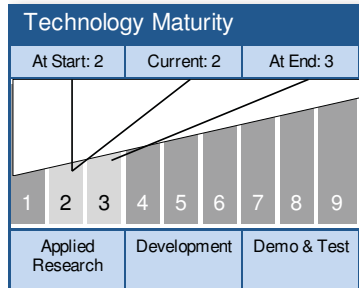 Technology Maturity
At Start: 2 Current: 2 At End: 3
1 2 3 4 5 6 7 8 9
Applied Research Development Demo & Test